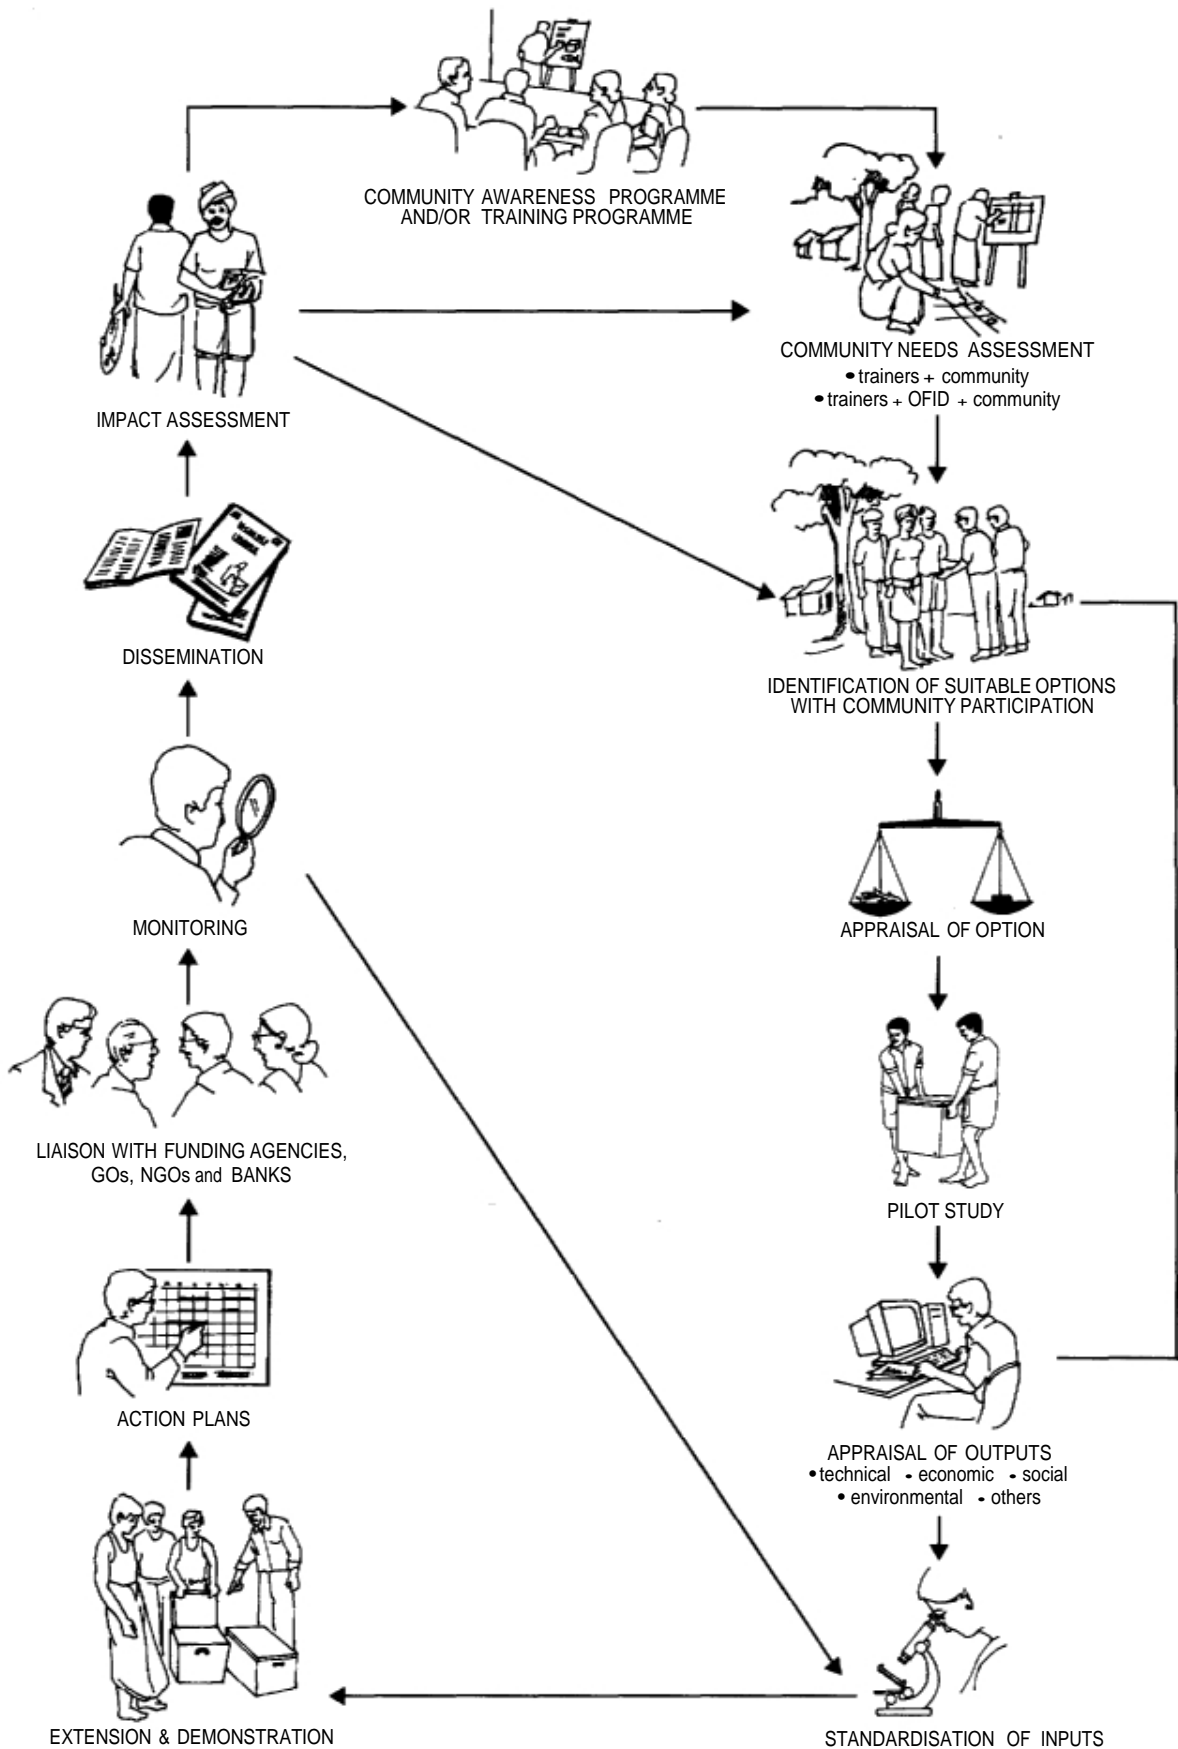 COMMUNITY AWARENESS PROGRAMME
AND/OR TRAINING PROGRAMME
COMMUNITY NEEDS ASSESSMENT
• trainers + community
• trainers + OFID + community
IMPACT ASSESSMENT
IDENTIFICATION OF SUITABLE OPTIONS
WITH COMMUNITY PARTICIPATION
DISSEMINATION
APPRAISAL OF OPTION
MONITORING
PILOT STUDY
LIAISON WITH FUNDING AGENCIES,
GOs, NGOs and BANKS
APPRAISAL OF OUTPUTS
• technical • economic • social
• environmental • others
ACTION PLANS
STANDARDISATION OF INPUTS
EXTENSION & DEMONSTRATION